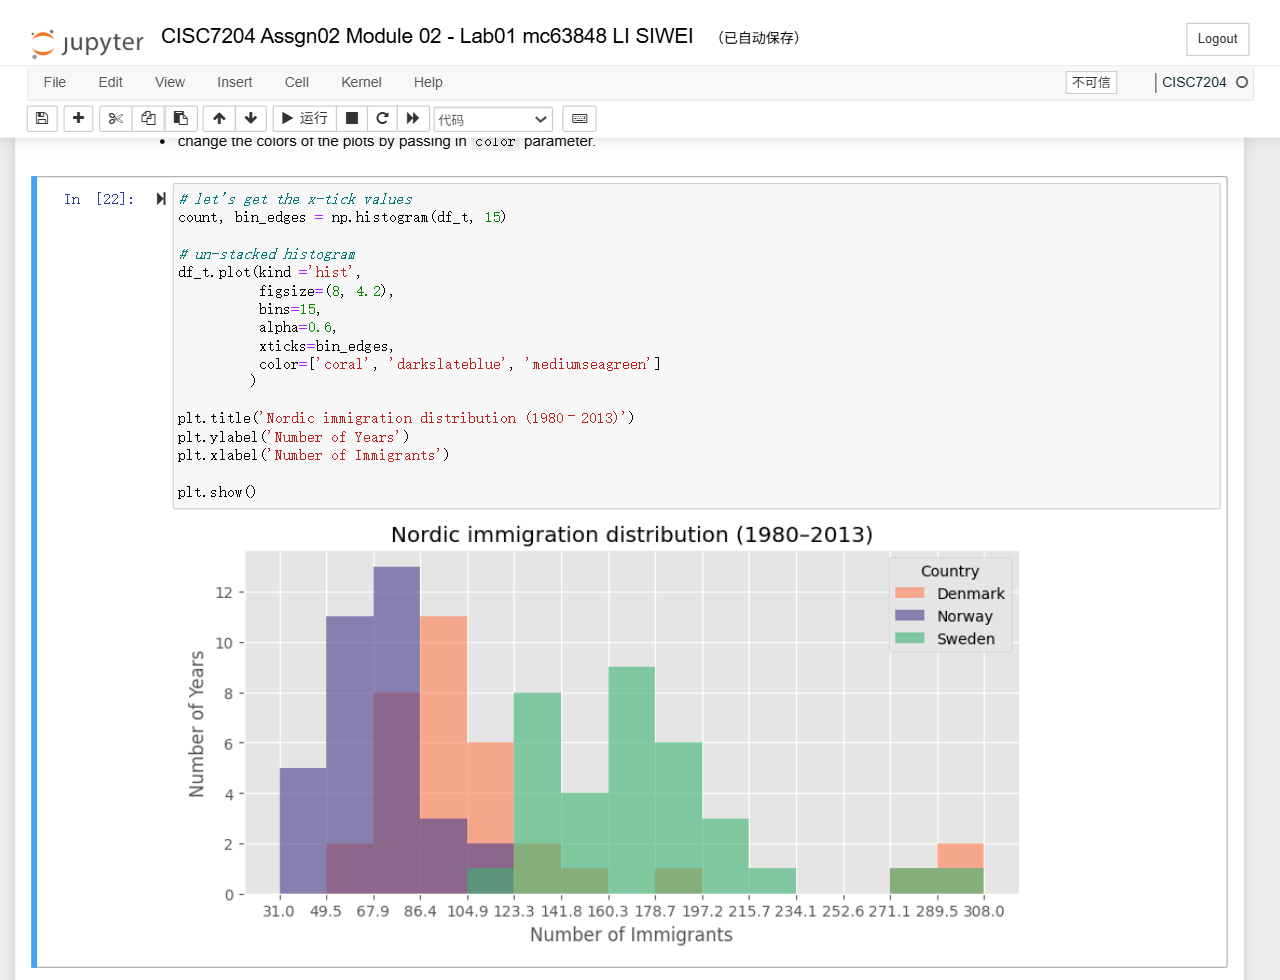 jupyter CISC7204 Assgn02 Module 02 - Lab01 mc63848 LI SIWEI (已自动保存) Logout
File Edit View Insert Cell Kernel Help 不可信 CISC7204
运行 代码
• change the colors of the plots by passing in color parameter.
In [22]: # let's get the x-tick values
count, bin_edges = np.histogram(df_t, 15)
# un-stacked histogram
df_t.plot(kind ='hist',
figsize=(8, 4.2),
bins=15,
alpha=0.6,
xticks=bin_edges,
color=['coral', 'darkslateblue', 'mediumseagreen']
)
plt.title('Nordic immigration distribution (1980–2013)')
plt.ylabel('Number of Years')
plt.xlabel('Number of Immigrants')
plt.show()
Nordic immigration distribution (1980–2013)
Country
Denmark
Norway
Sweden
Number of Years
12
10
8
6
4
2
0
31.0 49.5 67.9 86.4 104.9 123.3 141.8 160.3 178.7 197.2 215.7 234.1 252.6 271.1 289.5 308.0
Number of Immigrants